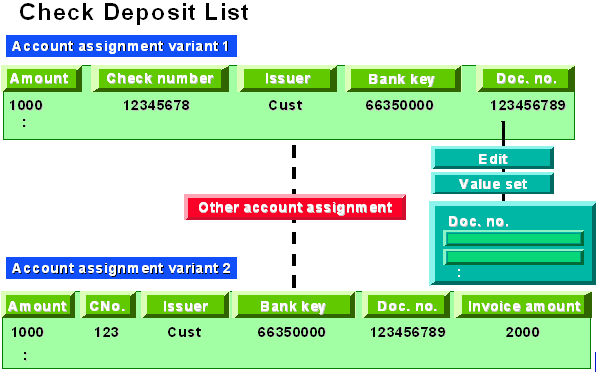 Check Deposit List
Account assignment variant 1
Amount Check number Issuer Bank key Doc. no.
1000 12345678 Cust 66350000 123456789
:
Edit
Value set
Other account assignment
Doc. no.
:
Account assignment variant 2
Amount CNo. Issuer Bank key Doc. no. Invoice amount
1000 123 Cust 66350000 123456789 2000
: